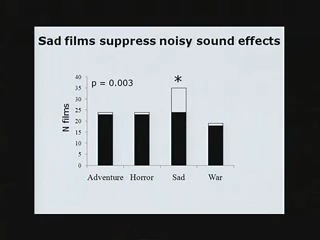 Sad films suppress noisy sound effects
p = 0.003
*
40
35
30
25
20
15
10
5
0
N films
Adventure Horror Sad War